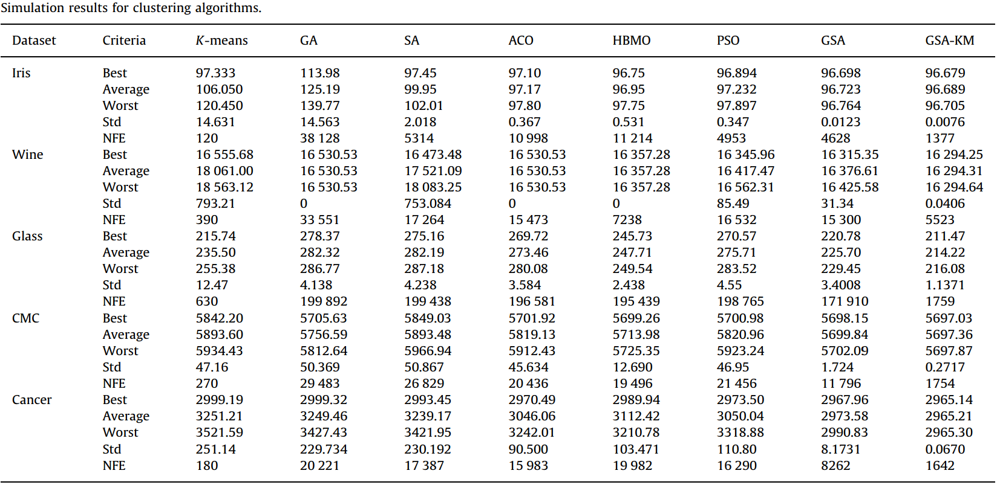 Simulation results for clustering algorithms.
Dataset Criteria K-means GA SA ACO HBMO PSO GSA GSA-KM
Iris Best 97.333 113.98 97.45 97.10 96.75 96.894 96.698 96.679
Average 106.050 125.19 99.95 97.17 96.95 97.232 96.723 96.689
Worst 120.450 139.77 102.01 97.80 97.75 97.897 96.764 96.705
Std 14.631 14.563 2.018 0.367 0.531 0.347 0.0123 0.0076
NFE 120 38 128 5314 10 998 11 214 4953 4628 1377
Wine Best 16 555.68 16 530.53 16 473.48 16 530.53 16 357.28 16 345.96 16 315.35 16 294.25
Average 18 061.00 16 530.53 17 521.09 16 530.53 16 357.28 16 417.47 16 376.61 16 294.31
Worst 18 563.12 16 530.53 18 083.25 16 530.53 16 357.28 16 562.31 16 425.58 16 294.64
Std 793.21 0 753.084 0 0 85.49 31.34 0.0406
NFE 390 33 551 17 264 15 473 7238 16 532 15 300 5523
Glass Best 215.74 278.37 275.16 269.72 245.73 270.57 220.78 211.47
Average 235.50 282.32 282.19 273.46 247.71 275.71 225.70 214.22
Worst 255.38 286.77 287.18 280.08 249.54 283.52 229.45 216.08
Std 12.47 4.138 4.238 3.584 2.438 4.55 3.4008 1.1371
NFE 630 199 892 199 438 196 581 195 439 198 765 171 910 1759
CMC Best 5842.20 5705.63 5849.03 5701.92 5699.26 5700.98 5698.15 5697.03
Average 5893.60 5756.59 5893.48 5819.13 5713.98 5820.96 5699.84 5697.36
Worst 5934.43 5812.64 5966.94 5912.43 5725.35 5923.24 5702.09 5697.87
Std 47.16 50.369 50.867 45.634 12.690 46.95 1.724 0.2717
NFE 270 29 483 26 829 20 436 19 496 21 456 11 796 1754
Cancer Best 2999.19 2999.32 2993.45 2970.49 2989.94 2973.50 2967.96 2965.14
Average 3251.21 3249.46 3239.17 3046.06 3112.42 3050.04 2973.58 2965.21
Worst 3521.59 3427.43 3421.95 3242.01 3210.78 3318.88 2990.83 2965.30
Std 251.14 229.734 230.192 90.500 103.471 110.80 8.1731 0.0670
NFE 180 20 221 17 387 15 983 19 982 16 290 8262 1642